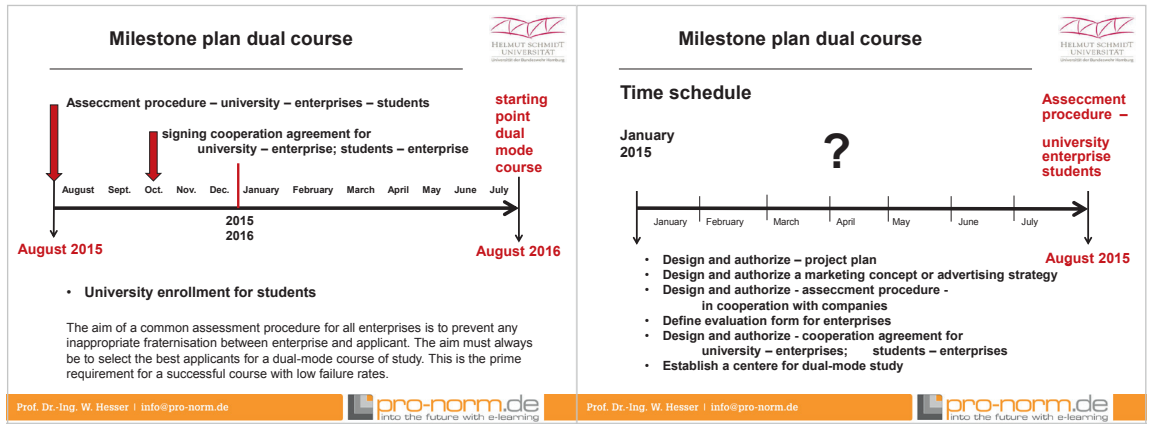 Milestone plan dual course
HELMUT SCHMIDT
UNIVERSITÄT
Universität der Bundeswehr Hamburg
Asseccment procedure – university – enterprises – students
signing cooperation agreement for
university – enterprise; students – enterprise
starting
point
dual
mode
course
August Sept. Oct. Nov. Dec. January February March April May June July
2015
2016
August 2015
August 2016
• University enrollment for students
The aim of a common assessment procedure for all enterprises is to prevent any
inappropriate fraternisation between enterprise and applicant. The aim must always
be to select the best applicants for a dual-mode course of study. This is the prime
requirement for a successful course with low failure rates.
Prof. Dr.-Ing. W. Hesser | info@pro-norm.de
pro-norm.de
into the future with e-learning
Milestone plan dual course
HELMUT SCHMIDT
UNIVERSITÄT
Universität der Bundeswehr Hamburg
Time schedule
January
2015
?
Asseccment
procedure –
university
enterprise
students
January February March April May June July
August 2015
• Design and authorize – project plan
• Design and authorize a marketing concept or advertising strategy
• Design and authorize - asseccment procedure -
in cooperation with companies
• Define evaluation form for enterprises
• Design and authorize - cooperation agreement for
university – enterprises; students – enterprises
• Establish a centere for dual-mode study
Prof. Dr.-Ing. W. Hesser | info@pro-norm.de
pro-norm.de
into the future with e-learning